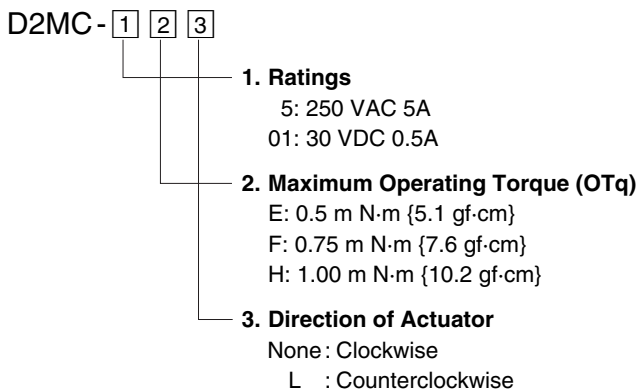 D2MC-1 2 3
1. Ratings
5: 250 VAC 5A
01: 30 VDC 0.5A
2. Maximum Operating Torque (OTq)
E: 0.5 m N·m {5.1 gf·cm}
F: 0.75 m N·m {7.6 gf·cm}
H: 1.00 m N·m {10.2 gf·cm}
3. Direction of Actuator
None : Clockwise
L : Counterclockwise